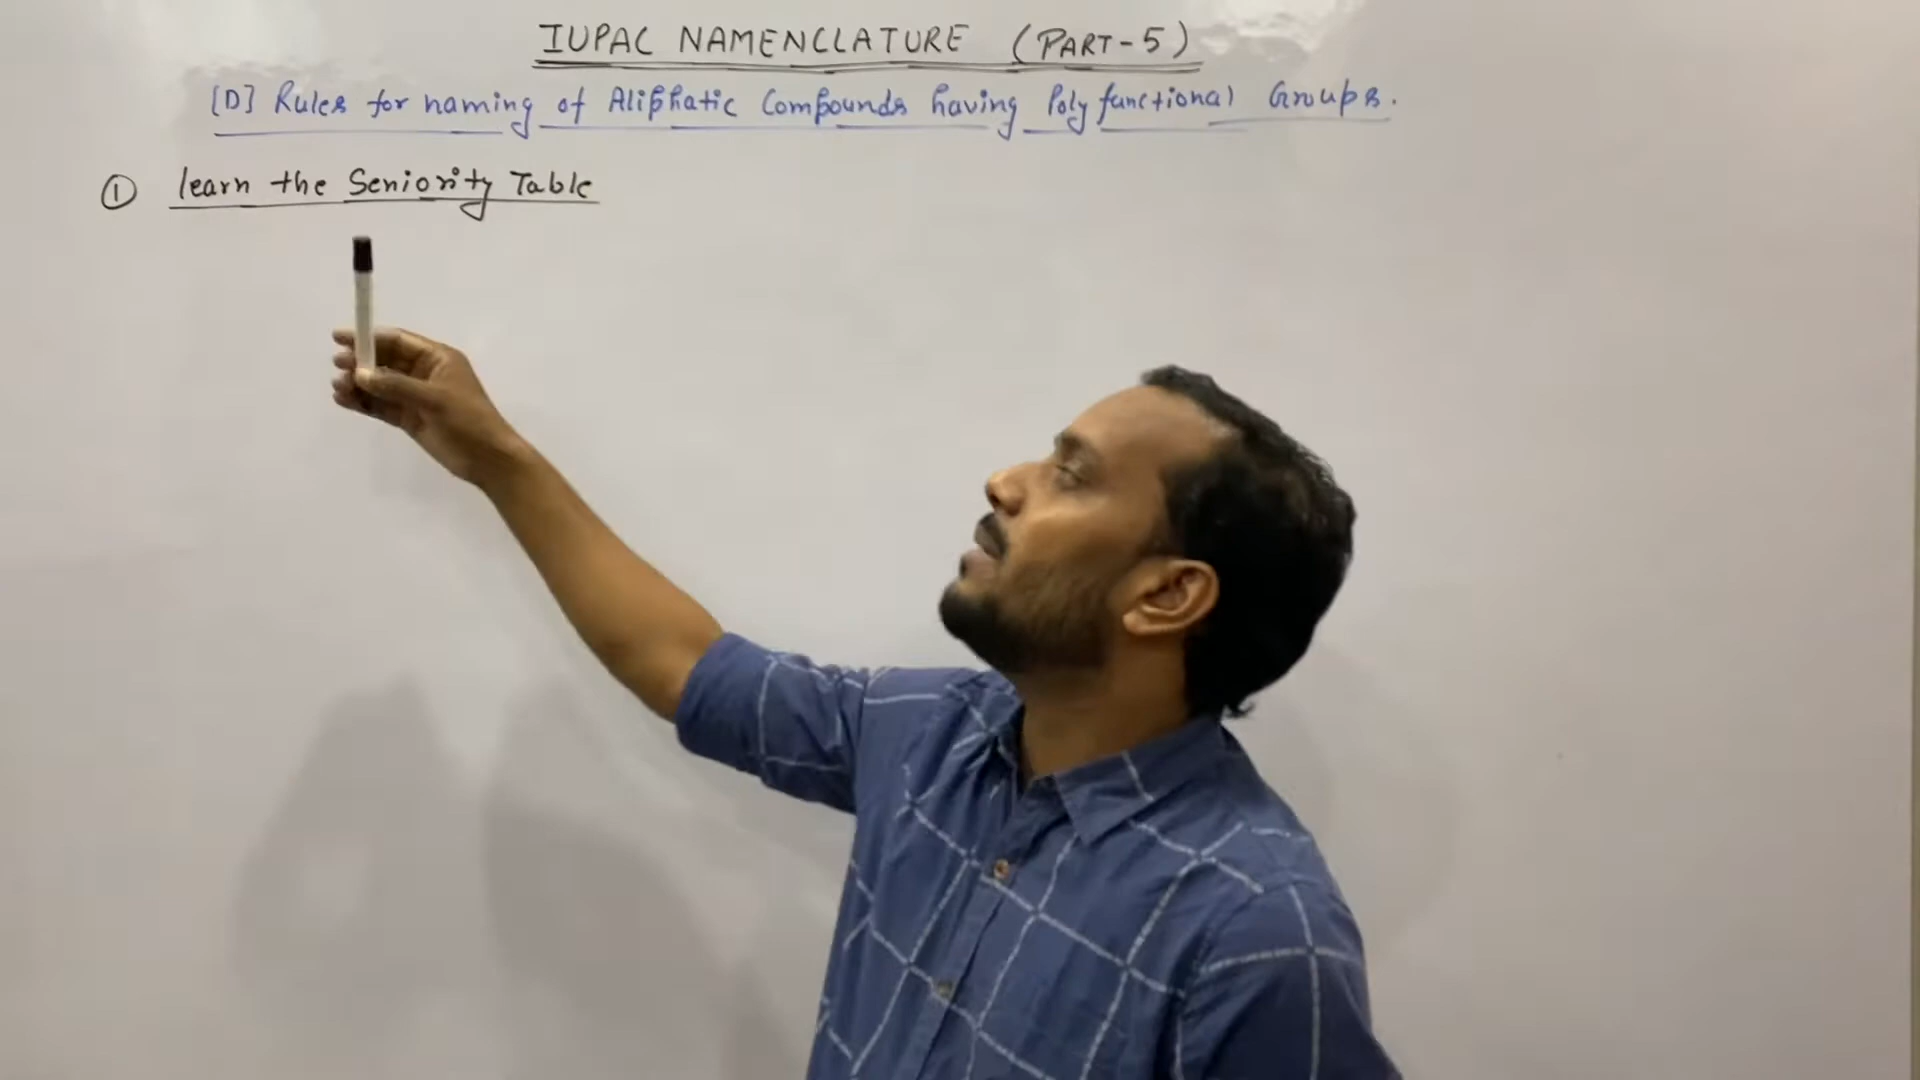 IUPAC NAMENCLATURE (PART-5)
[D] Rules for naming of Aliphatic Compounds having Poly functional Groups.
① learn the Seniority Table